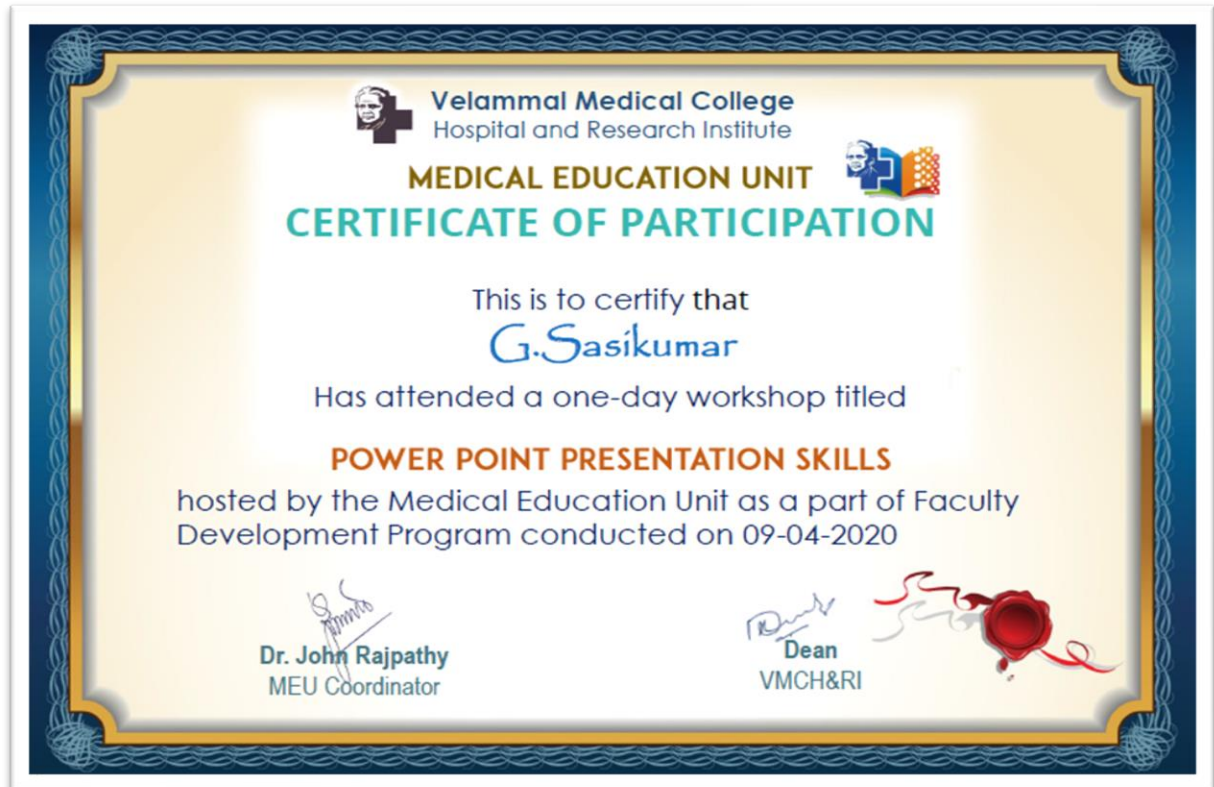 Velammal Medical College
Hospital and Research Institute
MEDICAL EDUCATION UNIT
CERTIFICATE OF PARTICIPATION
This is to certify that
G.Sasikumar
Has attended a one-day workshop titled
POWER POINT PRESENTATION SKILLS
hosted by the Medical Education Unit as a part of Faculty
Development Program conducted on 09-04-2020
Dr. John Rajpathy
MEU Coordinator
Dean
VMCH&RI